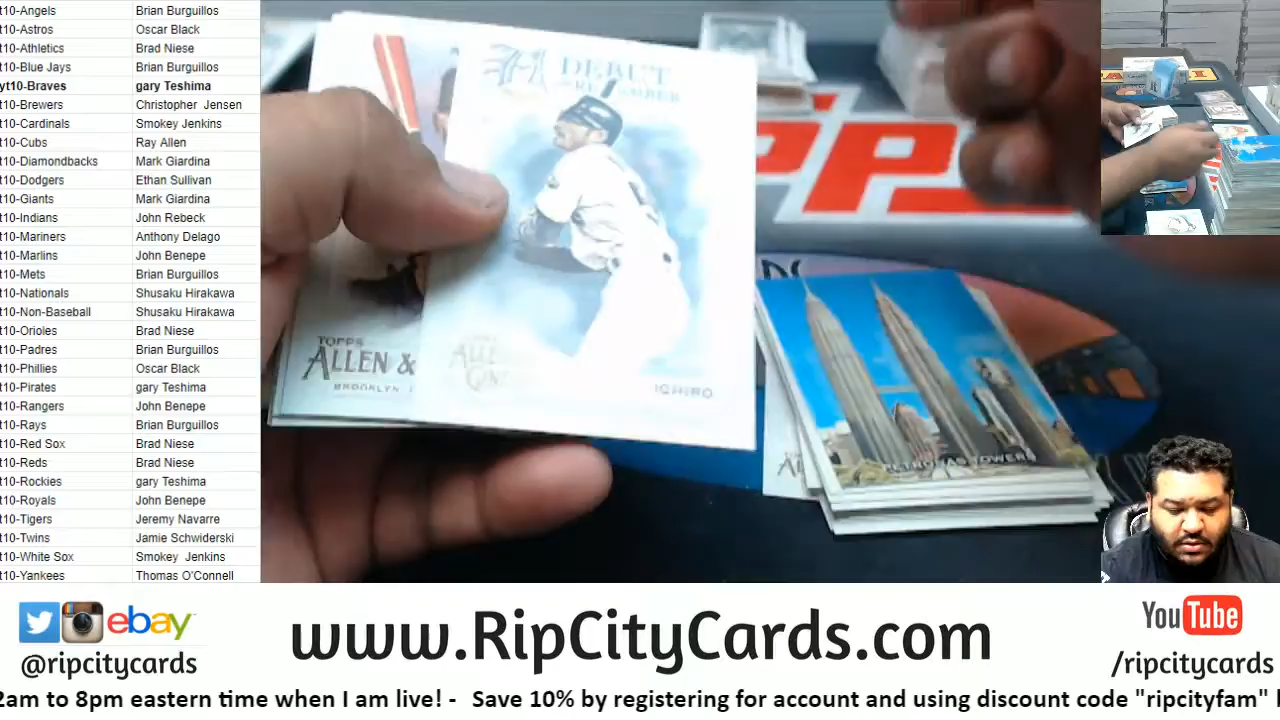 t10-Angels Brian Burguillos
t10-Astros Oscar Black
t10-Athletics Brad Niese
t10-Blue Jays Brian Burguillos
yt10-Braves gary Teshima
t10-Brewers Christopher Jensen
t10-Cardinals Smokey Jenkins
t10-Cubs Ray Allen
t10-Diamondbacks Mark Giardina
t10-Dodgers Ethan Sullivan
t10-Giants Mark Giardina
t10-Indians John Rebeck
t10-Mariners Anthony Delago
t10-Marlins John Benepe
t10-Mets Brian Burguillos
t10-Nationals Shusaku Hirakawa
t10-Non-Baseball Shusaku Hirakawa
t10-Orioles Brad Niese
t10-Padres Brian Burguillos
t10-Phillies Oscar Black
t10-Pirates gary Teshima
t10-Rangers John Benepe
t10-Rays Brian Burguillos
t10-Red Sox Brad Niese
t10-Reds Brad Niese
t10-Rockies gary Teshima
t10-Royals John Benepe
t10-Tigers Jeremy Navarre
t10-Twins Jamie Schwiderski
t10-White Sox Smokey Jenkins
t10-Yankees Thomas O'Connell
DEBUT
ICHIRO
TOPPS
ALLEN &
BROOKLYN
PETRONAS TOWERS
ebay
@ripcitycards
www.RipCityCards.com
YouTube
/ripcitycards
2am to 8pm eastern time when I am live! - Save 10% by registering for account and using discount code "ripcityfam"